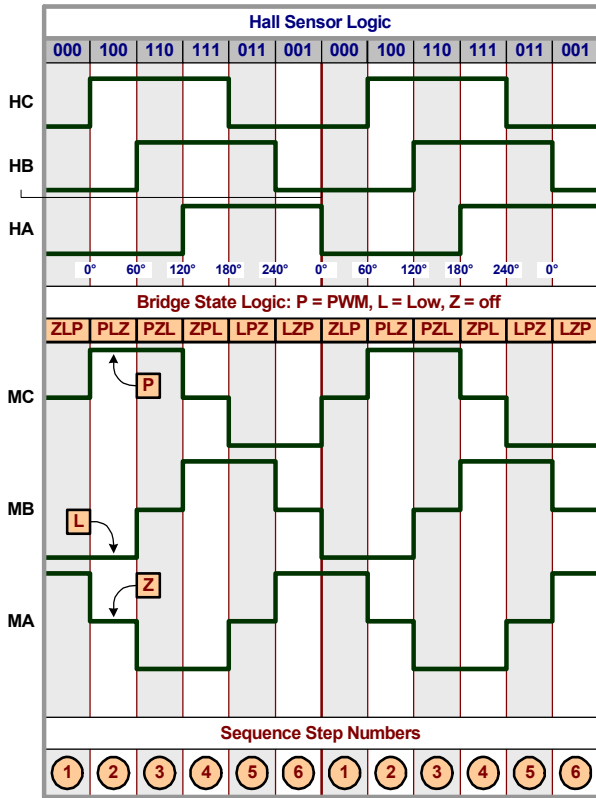 Hall Sensor Logic
000 100 110 111 011 001 000 100 110 111 011 001
HC
HB
HA
0° 60° 120° 180° 240° 0° 60° 120° 180° 240° 0°
Bridge State Logic: P = PWM, L = Low, Z = off
ZLP PLZ PZL ZPL LPZ LZP ZLP PLZ PZL ZPL LPZ LZP
P
MC
MB
L
Z
MA
Sequence Step Numbers
1 2 3 4 5 6 1 2 3 4 5 6